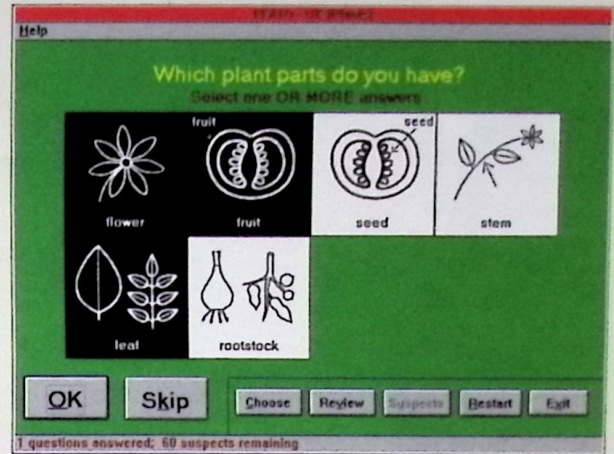 Help
Which plant parts do you have?
Select one OR MORE answers
fruit
seed
flower
fruit
seed
stem
leaf
rootstock
OK
Skip
Choose
Review
Suspects
Restart
Exit
1 questions answered; 60 suspects remaining